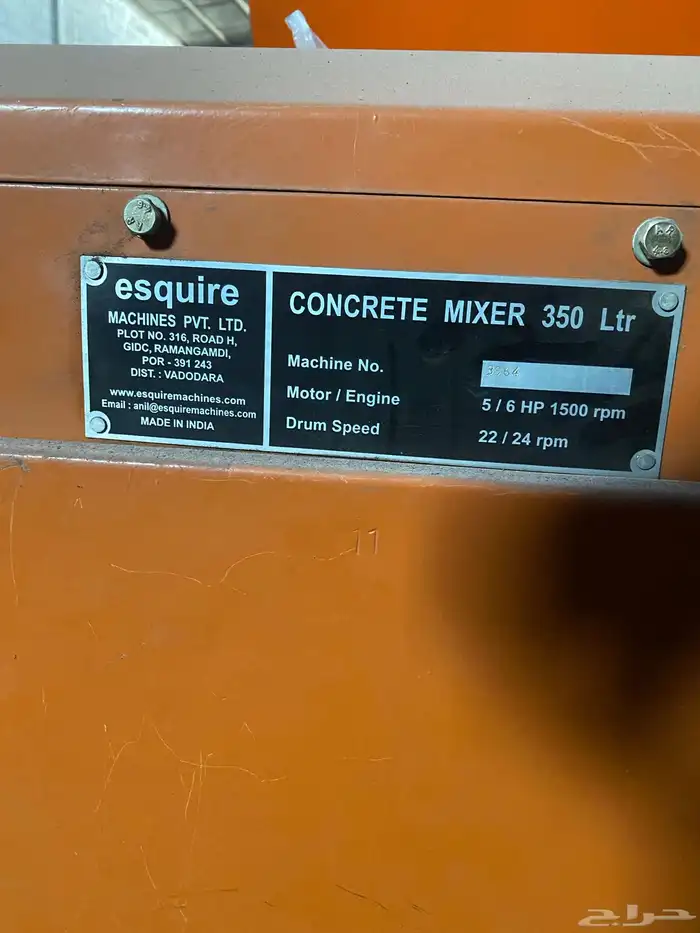 esquire
MACHINES PVT. LTD.
PLOT NO. 316, ROAD H,
GIDC, RAMANGAMDI,
POR - 391 243
DIST. : VADODARA
www.esquiremachines.com
Email : anil@esquiremachines.com
MADE IN INDIA
CONCRETE MIXER 350 Ltr
Machine No.
Motor / Engine 5 / 6 HP 1500 rpm
Drum Speed 22 / 24 rpm
11
حراج